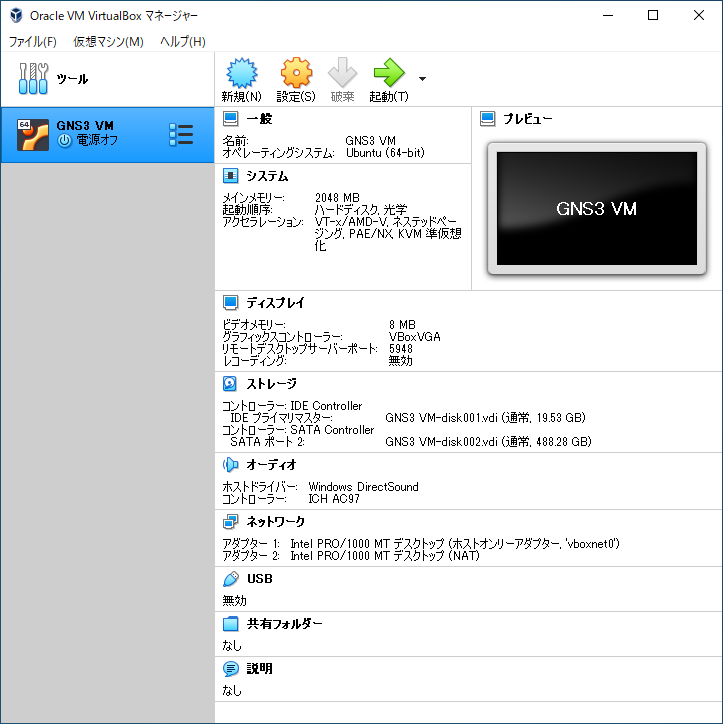 Oracle VM VirtualBox マネージャー
ファイル(F) 仮想マシン(M) ヘルプ(H)
ツール
新規(N) 設定(S) 破棄 起動(T)
64
GNS3 VM
電源オフ
一般
名前: GNS3 VM
オペレーティングシステム: Ubuntu (64-bit)
プレビュー
GNS3 VM
システム
メインメモリー: 2048 MB
起動順序: ハードディスク, 光学
アクセラレーション: VT-x/AMD-V, ネステッドペー
ジング, PAE/NX, KVM 準仮想
化
ディスプレイ
ビデオメモリー: 8 MB
グラフィックスコントローラー: VBoxVGA
リモートデスクトップサーバーポート: 5948
レコーディング: 無効
ストレージ
コントローラー: IDE Controller
IDE プライマリマスター: GNS3 VM-disk001.vdi (通常, 19.53 GB)
コントローラー: SATA Controller
SATA ポート 2: GNS3 VM-disk002.vdi (通常, 488.28 GB)
オーディオ
ホストドライバー: Windows DirectSound
コントローラー: ICH AC97
ネットワーク
アダプター 1: Intel PRO/1000 MT デスクトップ (ホストオンリーアダプター, 'vboxnet0')
アダプター 2: Intel PRO/1000 MT デスクトップ (NAT)
USB
無効
共有フォルダー
なし
説明
なし